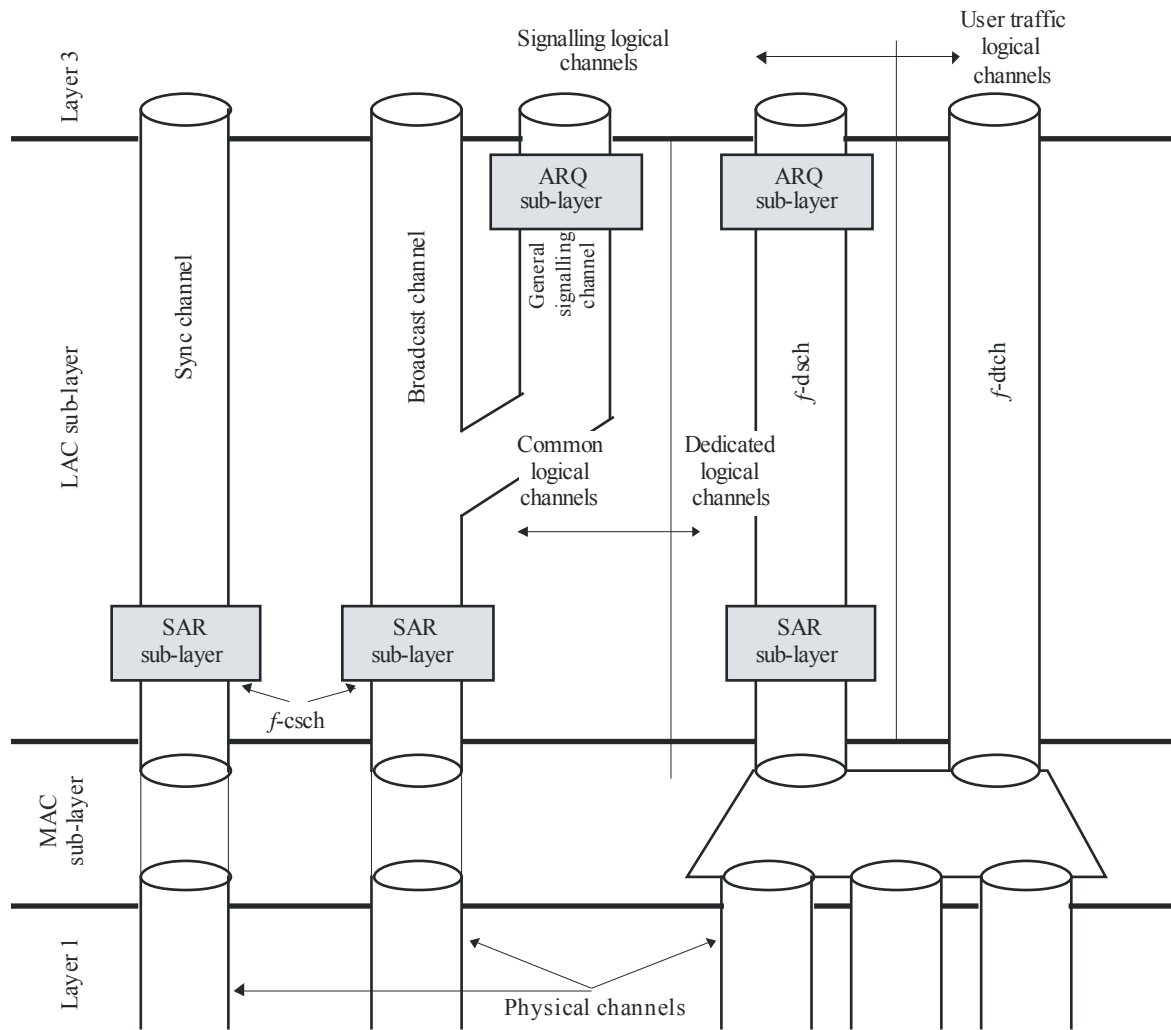 Signalling logical
channels
User traffic
logical
channels
Layer 3
ARQ
sub-layer
ARQ
sub-layer
LAC sub-layer
Sync channel
Broadcast channel
General
signalling
channel
f-dsch
f-dtch
Common
logical
channels
Dedicated
logical
channels
SAR
sub-layer
SAR
sub-layer
SAR
sub-layer
f-csch
MAC
sub-layer
Layer 1
Physical channels